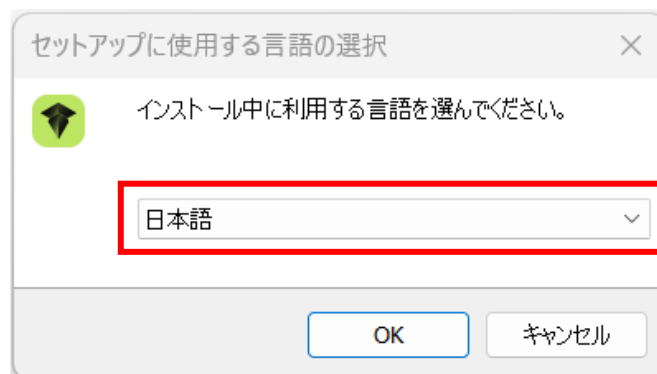 セットアップに使用する言語の選択
インストール中に利用する言語を選んでください。
日本語
OK
キャンセル